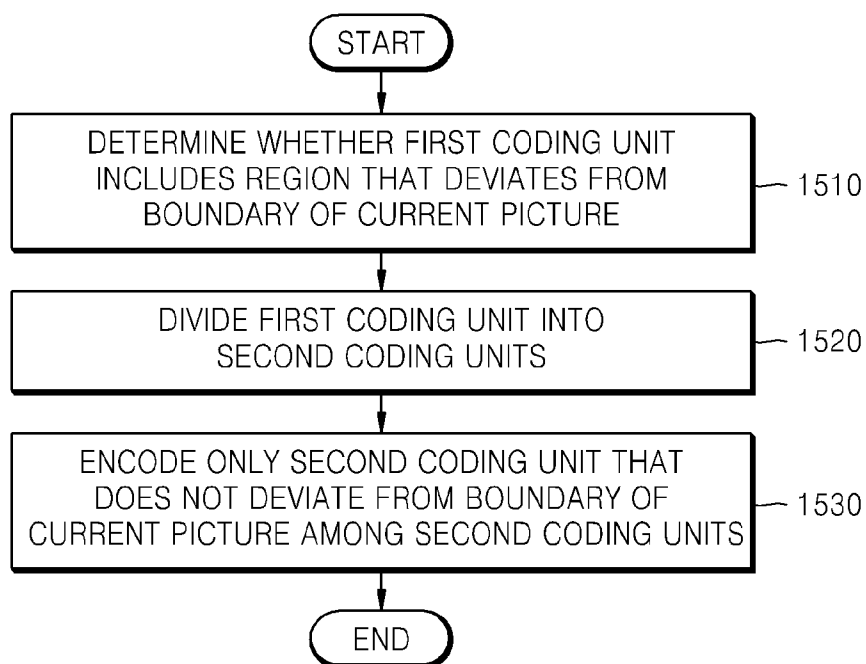 START
DETERMINE WHETHER FIRST CODING UNIT
INCLUDES REGION THAT DEVIATES FROM
BOUNDARY OF CURRENT PICTURE
1510
DIVIDE FIRST CODING UNIT INTO
SECOND CODING UNITS
1520
ENCODE ONLY SECOND CODING UNIT THAT
DOES NOT DEVIATE FROM BOUNDARY OF
CURRENT PICTURE AMONG SECOND CODING UNITS
1530
END